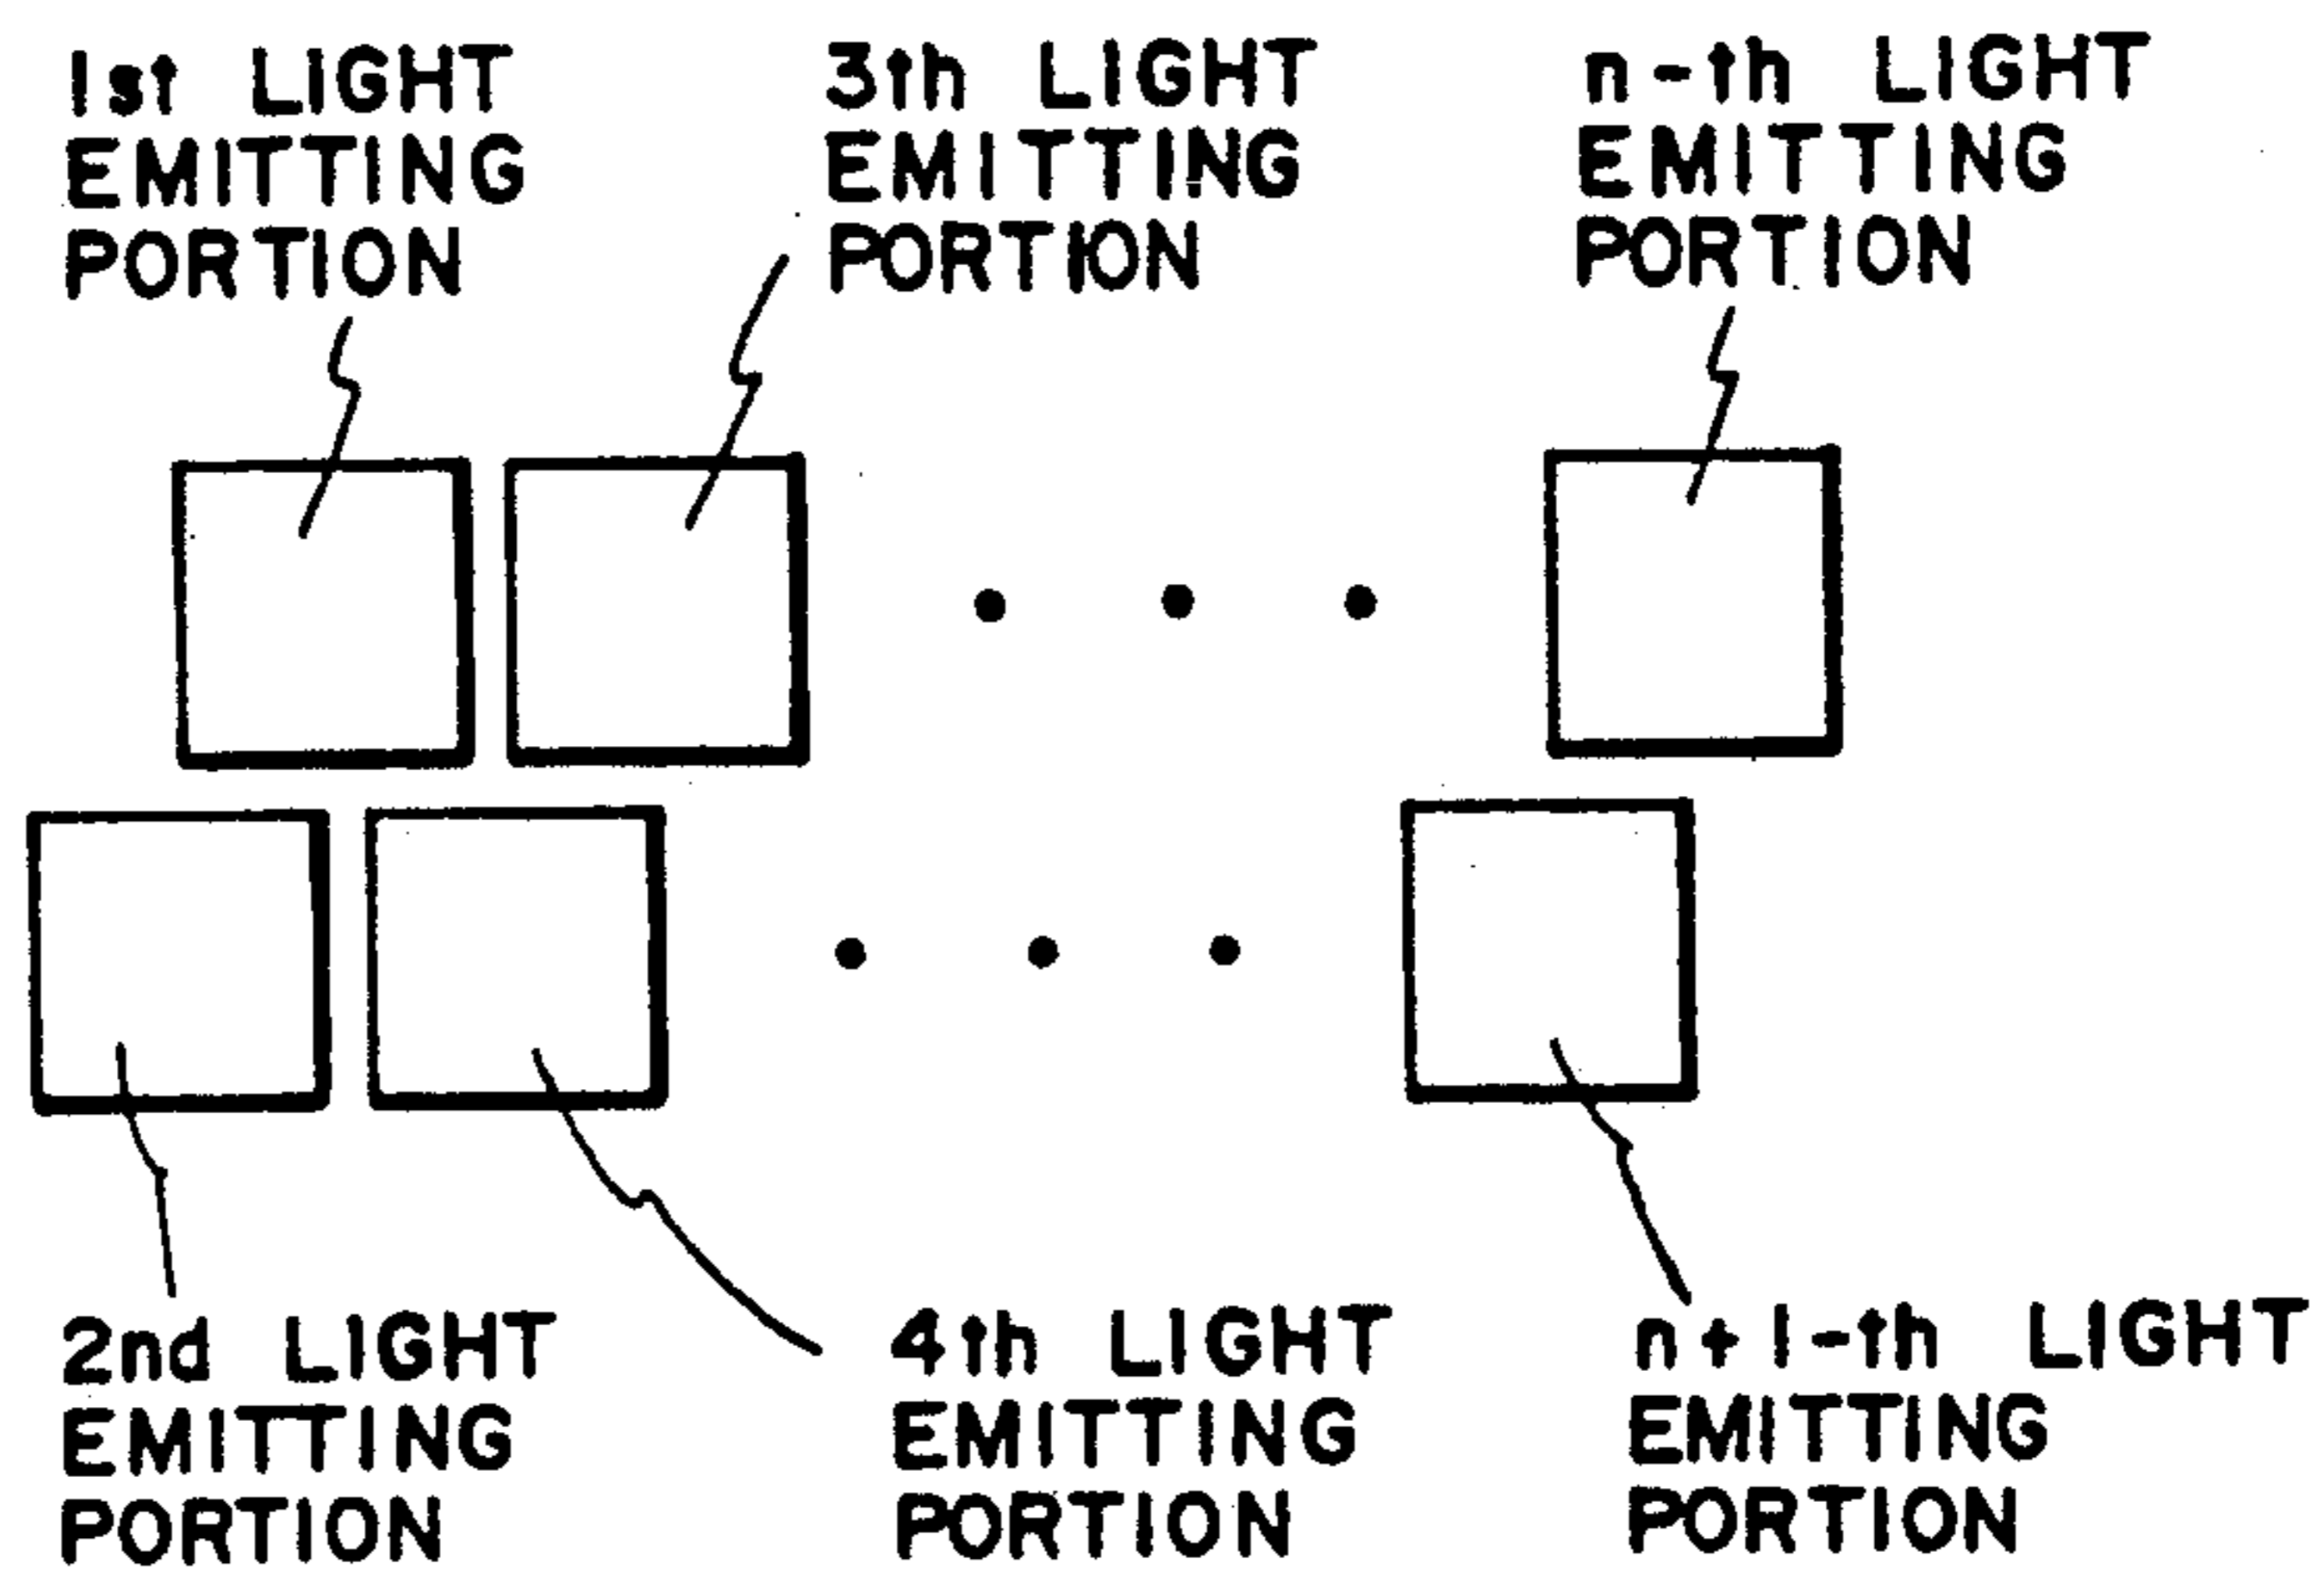 1st LIGHT
EMITTING
PORTION
3th LIGHT
EMITTING
PORTION
n-th LIGHT
EMITTING
PORTION
2nd LIGHT
EMITTING
PORTION
4th LIGHT
EMITTING
PORTION
n+1-th LIGHT
EMITTING
PORTION